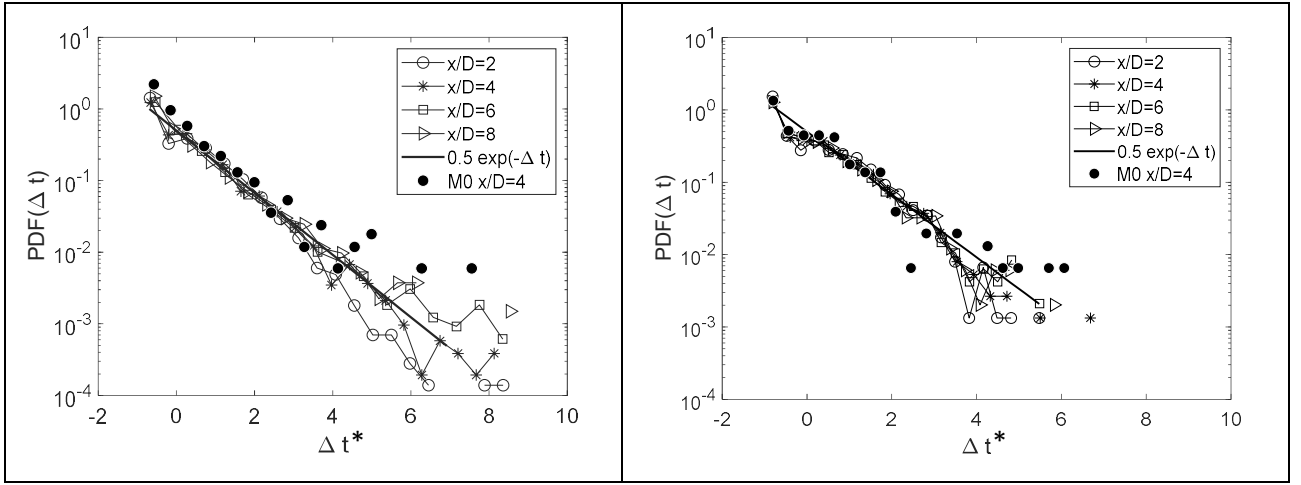 10^1
10^0
10^-1
10^-2
10^-3
10^-4
-2 0 2 4 6 8 10
PDF(Δ t)
Δ t*
x/D=2
x/D=4
x/D=6
x/D=8
0.5 exp(-Δ t)
M0 x/D=4
10^1
10^0
10^-1
10^-2
10^-3
10^-4
-2 0 2 4 6 8 10
PDF(Δ t)
Δ t*
x/D=2
x/D=4
x/D=6
x/D=8
0.5 exp(-Δ t)
M0 x/D=4